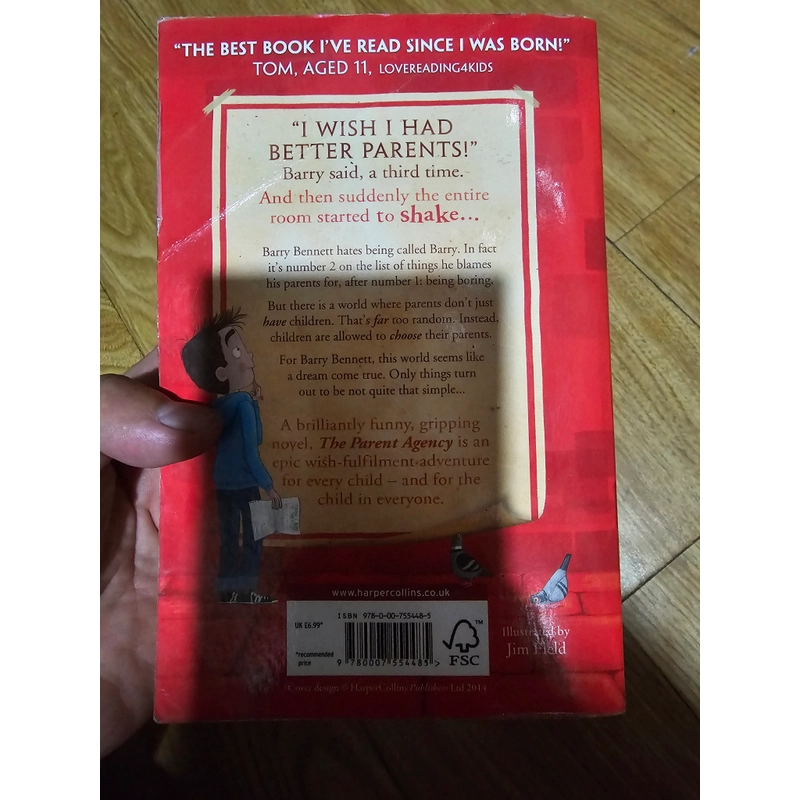 “THE BEST BOOK I’VE READ SINCE I WAS BORN!”
TOM, AGED 11, LOVEREADING4KIDS
“I WISH I HAD
BETTER PARENTS!”
Barry said, a third time.
And then suddenly the entire
room started to shake...
Barry Bennett hates being called Barry. In fact
it’s number 2 on the list of things he blames
his parents for, after number 1: being boring.
But there is a world where parents don’t just
have children. That’s far too random. Instead,
children are allowed to choose their parents.
For Barry Bennett, this world seems like
a dream come true. Only things turn
out to be not quite that simple...
A brilliantly funny, gripping
novel, The Parent Agency is an
epic wish-fulfilment adventure
for every child – and for the
child in everyone.
www.harpercollins.co.uk
ISBN 978-0-00-755448-5
UK £6.99*
*recommended
price
9 780007 554485 >
FSC™
Illustrated by
Jim Field
Cover design © HarperCollins Publishers Ltd 2014